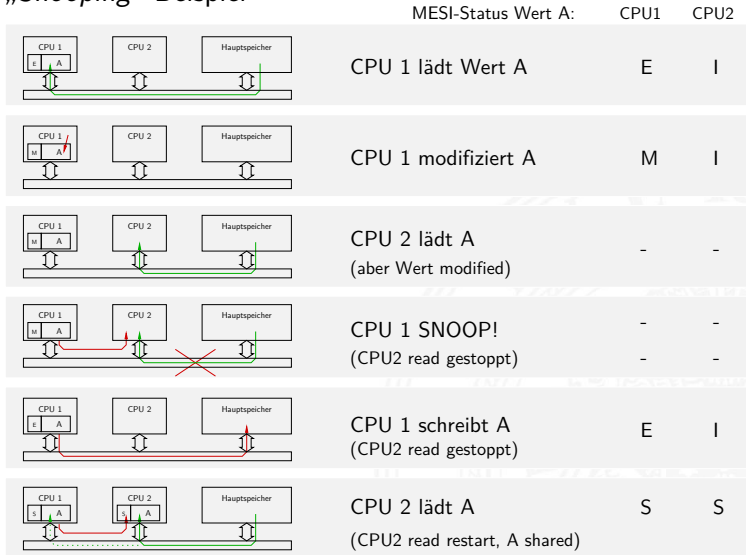 „Snooping“ Beispiel
MESI-Status Wert A: CPU1 CPU2
CPU 1 CPU 2 Hauptspeicher
E A
CPU 1 lädt Wert A E I
CPU 1 CPU 2 Hauptspeicher
M A
CPU 1 modifiziert A M I
CPU 1 CPU 2 Hauptspeicher
M A
CPU 2 lädt A - -
(aber Wert modified)
CPU 1 CPU 2 Hauptspeicher
M A
CPU 1 SNOOP! - -
(CPU2 read gestoppt) - -
CPU 1 CPU 2 Hauptspeicher
E A
CPU 1 schreibt A E I
(CPU2 read gestoppt)
CPU 1 CPU 2 Hauptspeicher
S A S A
CPU 2 lädt A S S
(CPU2 read restart, A shared)